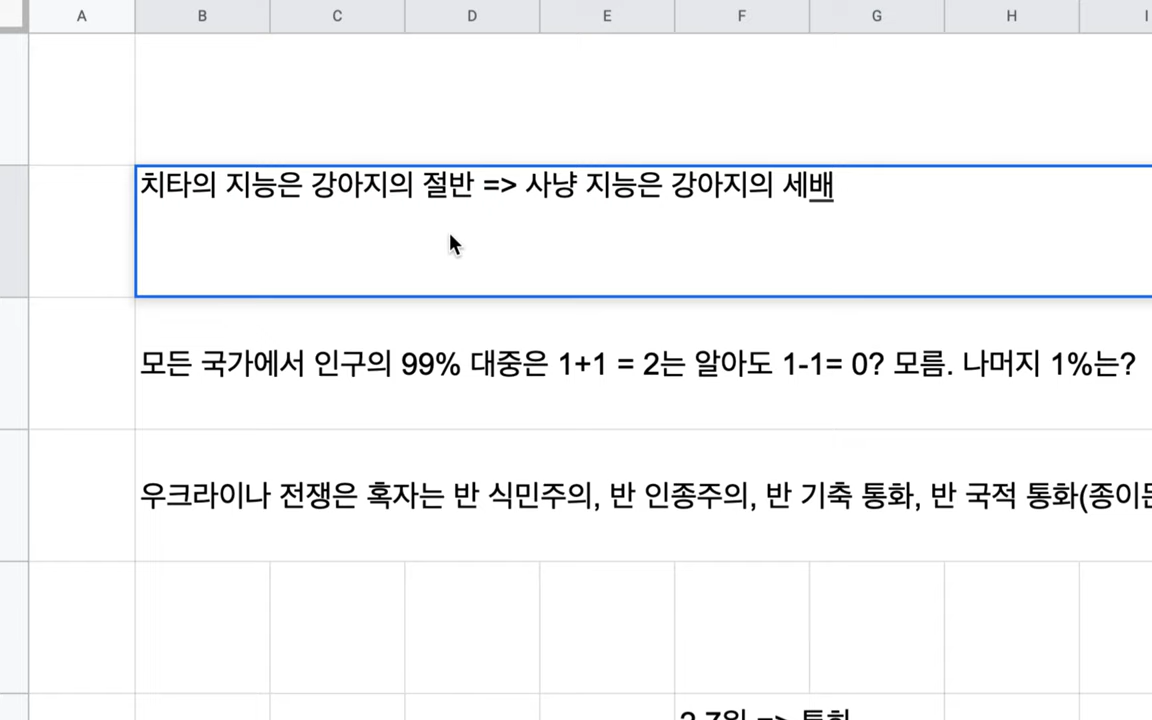 A B C D E F G H I
치타의 지능은 강아지의 절반 => 사냥 지능은 강아지의 세배
모든 국가에서 인구의 99% 대중은 1+1 = 2는 알아도 1-1= 0? 모름. 나머지 1%는?
우크라이나 전쟁은 혹자는 반 식민주의, 반 인종주의, 반 기축 통화, 반 국적 통화(종이